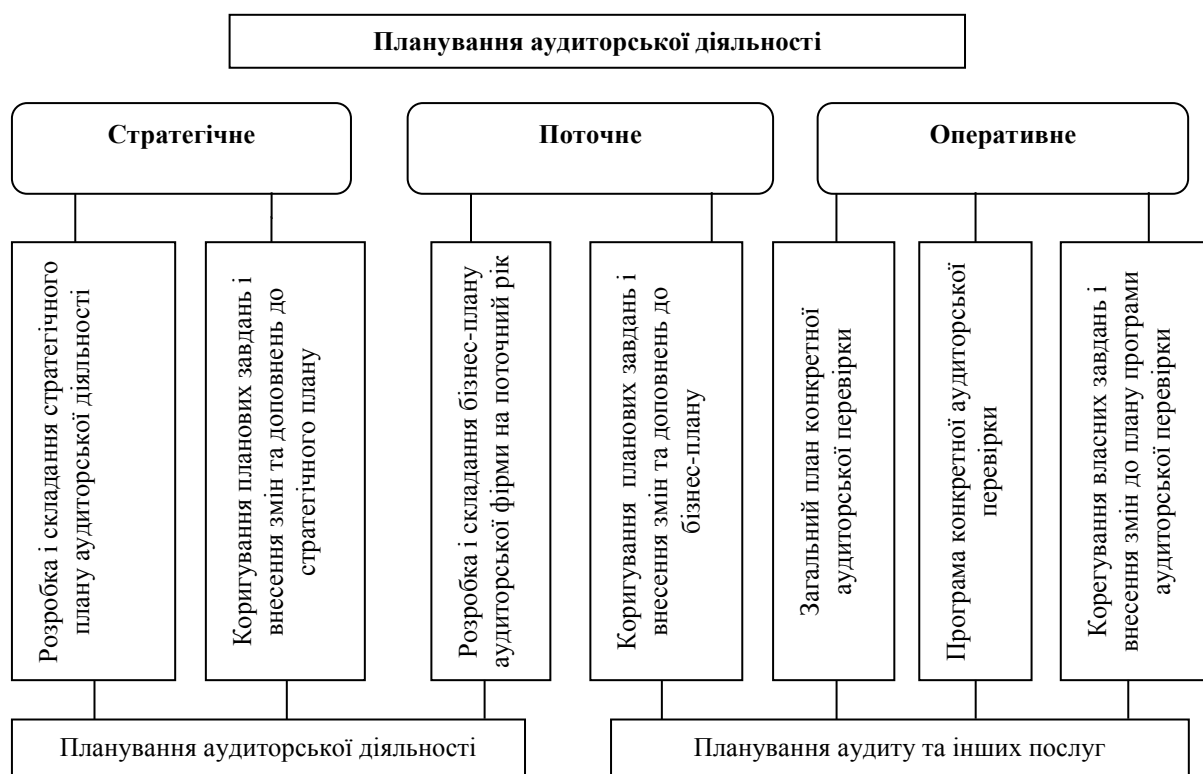 Планування аудиторської діяльності
Стратегічне
Поточне
Оперативне
Розробка і складання стратегічного
плану аудиторської діяльності
Коригування планових завдань і
внесення змін та доповнень до
стратегічного плану
Розробка і складання бізнес-плану
аудиторської фірми на поточний рік
Коригування планових завдань і
внесення змін та доповнень до
бізнес-плану
Загальний план конкретної
аудиторської перевірки
Програма конкретної аудиторської
перевірки
Корегування власних завдань і
внесення змін до плану програми
аудиторської перевірки
Планування аудиторської діяльності
Планування аудиту та інших послуг